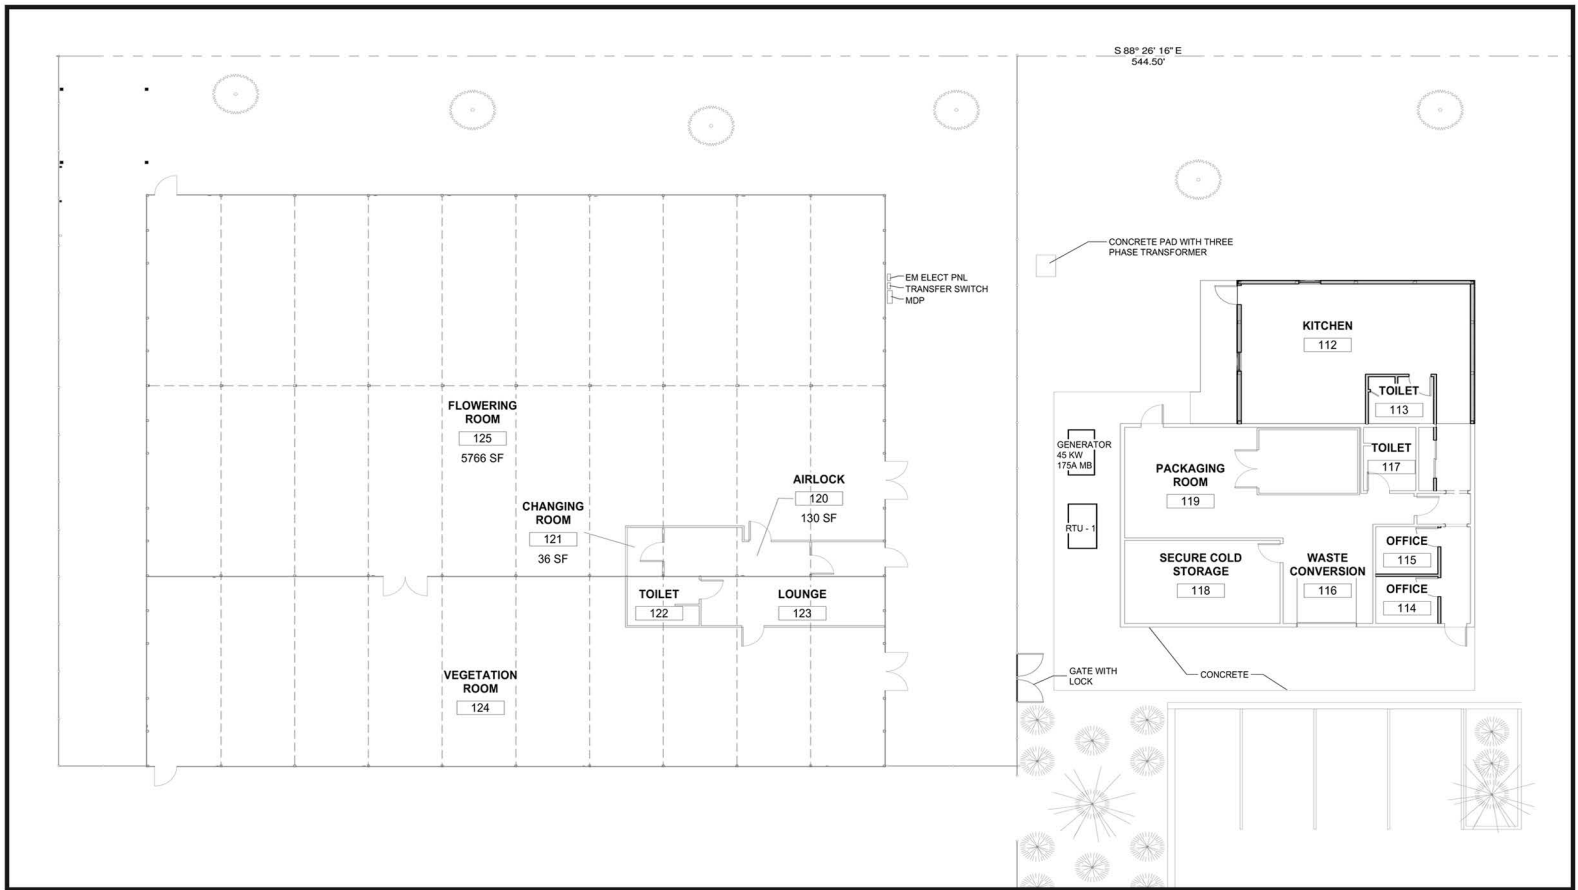 S 88° 26' 16" E
544.50'
CONCRETE PAD WITH THREE
PHASE TRANSFORMER
EM ELECT PNL
TRANSFER SWITCH
MDP
KITCHEN
112
TOILET
113
FLOWERING
ROOM
125
5766 SF
GENERATOR
45 KW
175A MB
TOILET
117
PACKAGING
ROOM
119
AIRLOCK
120
130 SF
CHANGING
ROOM
121
36 SF
RTU - 1
OFFICE
115
SECURE COLD
STORAGE
118
WASTE
CONVERSION
116
OFFICE
114
TOILET
122
LOUNGE
123
VEGETATION
ROOM
124
GATE WITH
LOCK
CONCRETE